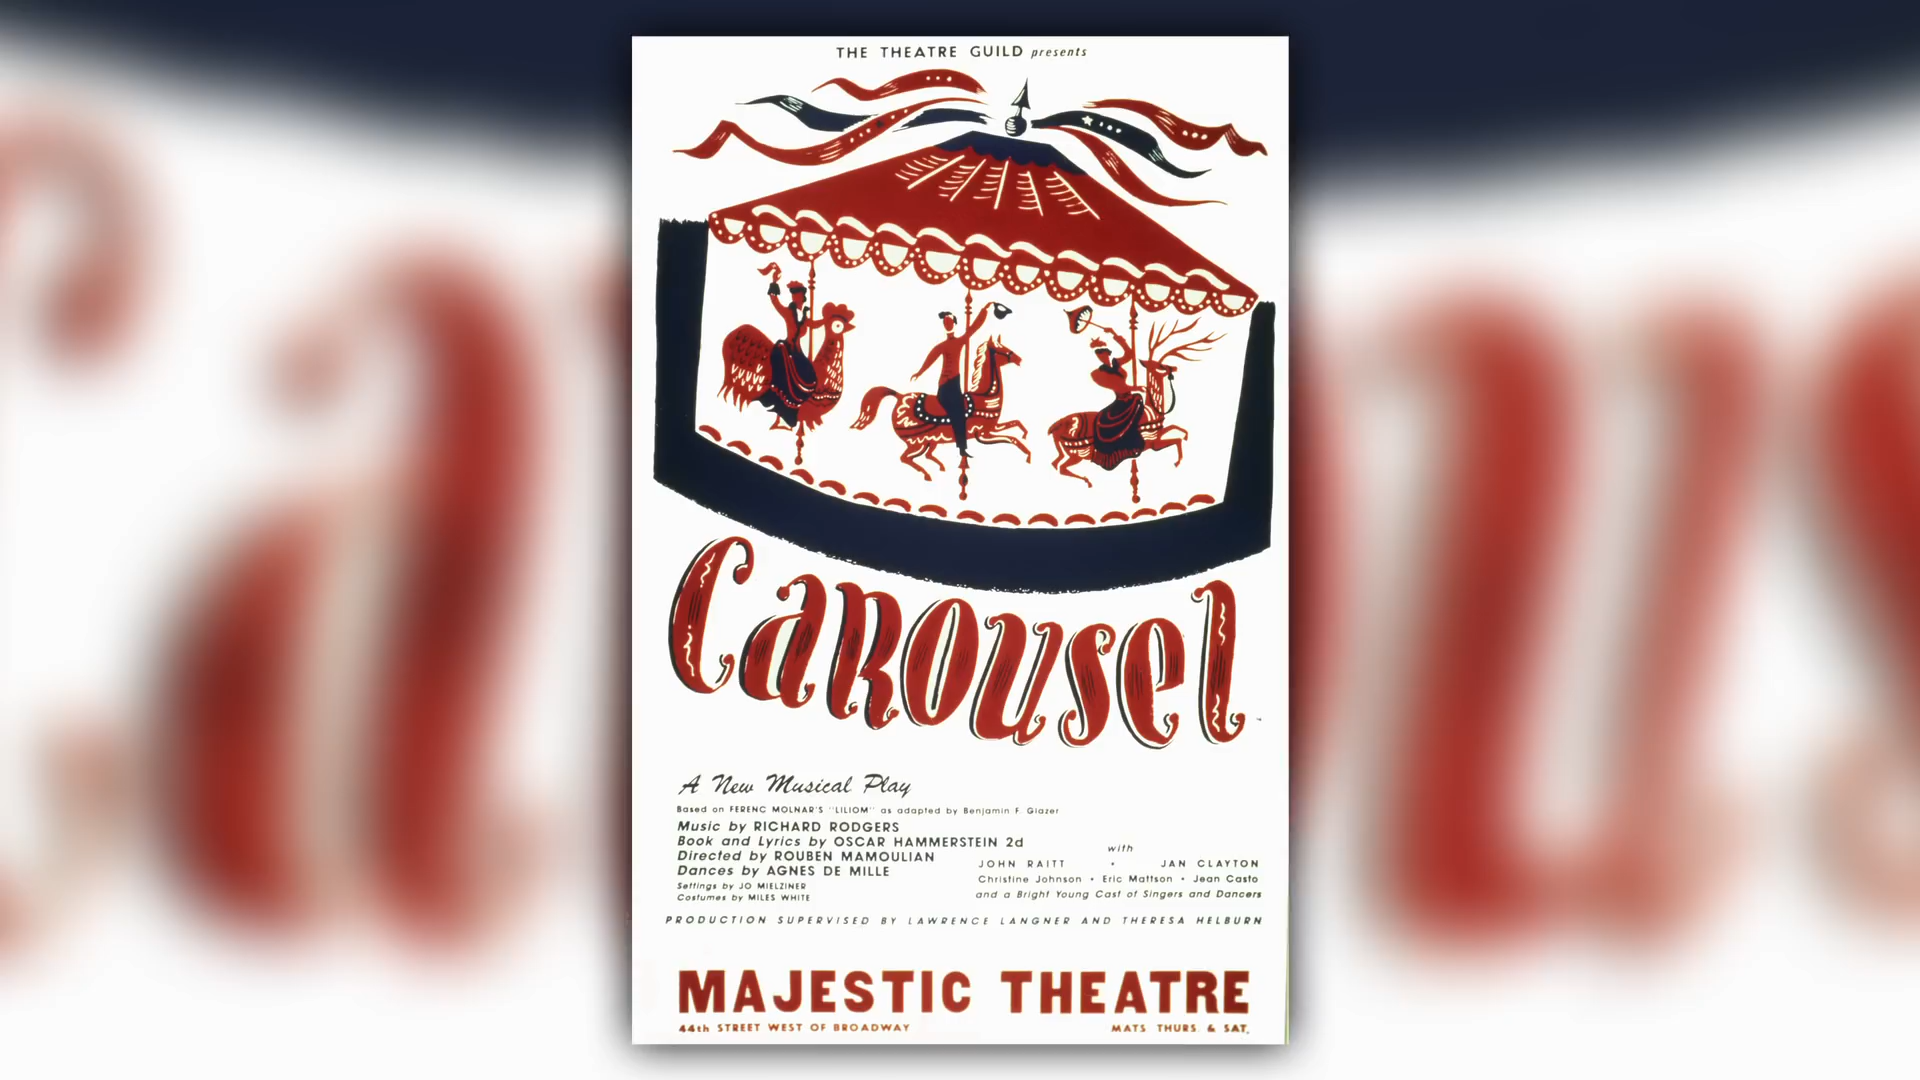 THE THEATRE GUILD presents
Carousel
A New Musical Play
Based on FERENC MOLNAR'S "LILIOM" as adapted by Benjamin F. Glazer
Music by RICHARD RODGERS
Book and Lyrics by OSCAR HAMMERSTEIN 2d
Directed by ROUBEN MAMOULIAN
Dances by AGNES DE MILLE
Settings by JO MIELZINER
Costumes by MILES WHITE
with
JOHN RAITT • JAN CLAYTON
Christine Johnson • Eric Mattson • Jean Casto
and a Bright Young Cast of Singers and Dancers
PRODUCTION SUPERVISED BY LAWRENCE LANGNER AND THERESA HELBURN
MAJESTIC THEATRE
44th STREET WEST OF BROADWAY MATS. THURS. & SAT.